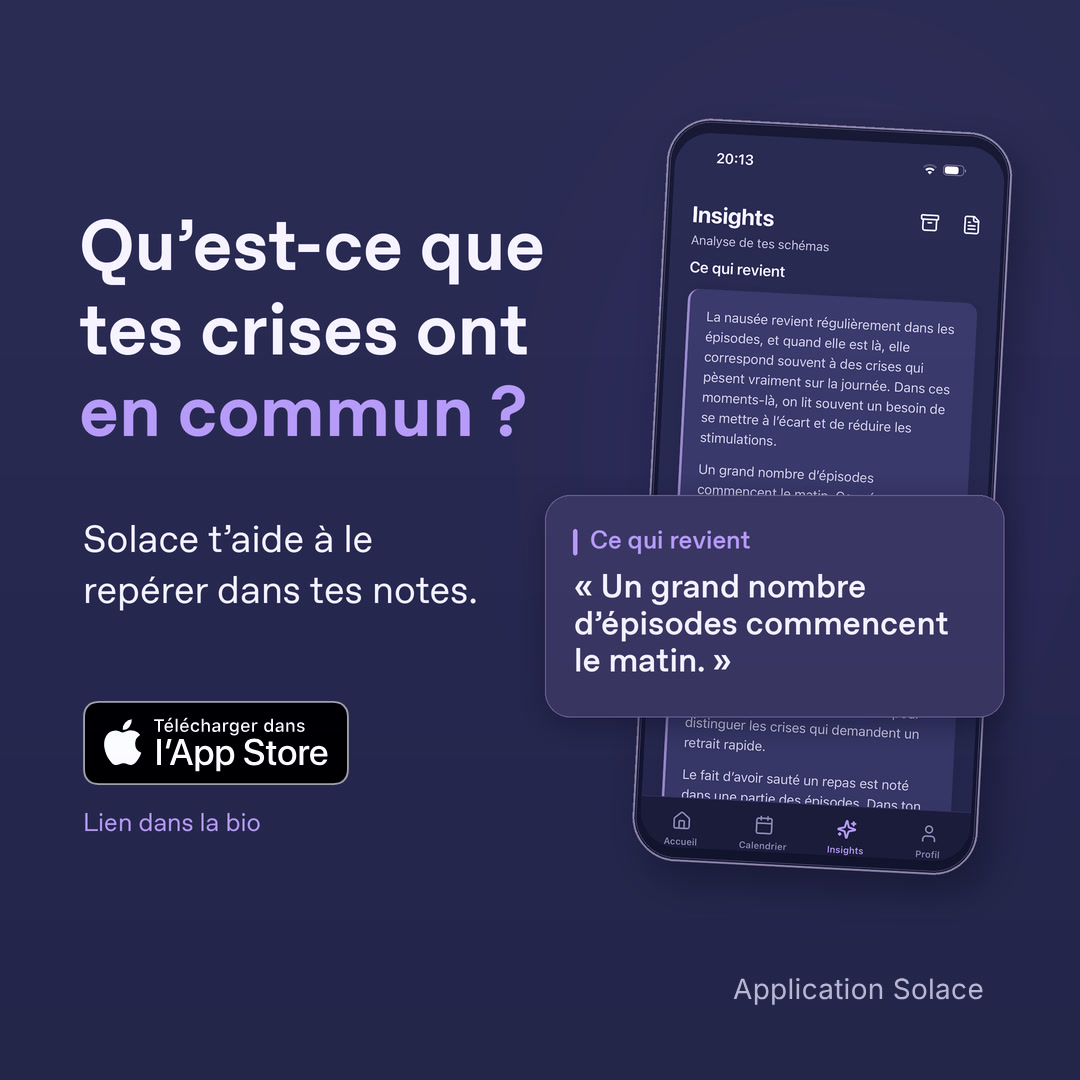 Qu’est-ce que
tes crises ont
en commun ?
Solace t’aide à le
repérer dans tes notes.
Télécharger dans
l’App Store
Lien dans la bio
20:13
Insights
Analyse de tes schémas
Ce qui revient
La nausée revient régulièrement dans les
épisodes, et quand elle est là, elle
correspond souvent à des crises qui
pèsent vraiment sur la journée. Dans ces
moments-là, on lit souvent un besoin de
se mettre à l’écart et de réduire les
stimulations.
Un grand nombre d’épisodes
commencent le matin.
Ce qui revient
« Un grand nombre
d’épisodes commencent
le matin. »
distinguer les crises qui demandent un
retrait rapide.
Le fait d’avoir sauté un repas est noté
dans une partie des épisodes. Dans ton
Accueil
Calendrier
Insights
Profil
Application Solace